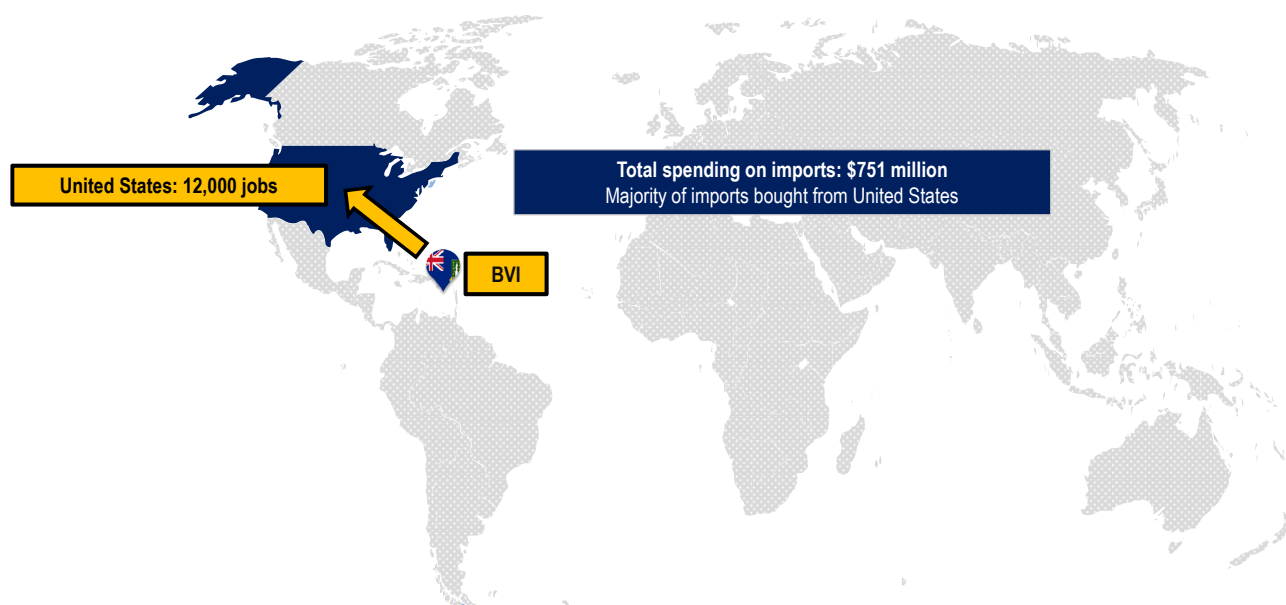 Total spending on imports: $751 million
Majority of imports bought from United States
United States: 12,000 jobs
BVI